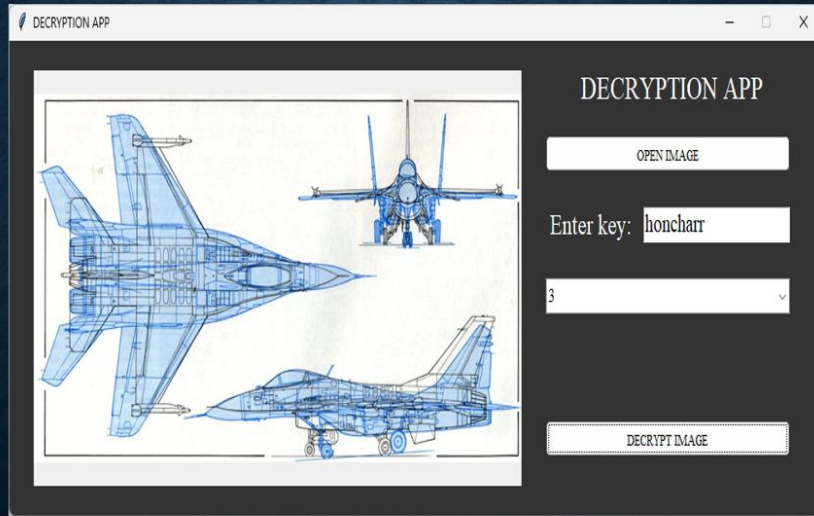 DECRYPTION APP
DECRYPTION APP
OPEN IMAGE
Enter key: honcharr
3
DECRYPT IMAGE